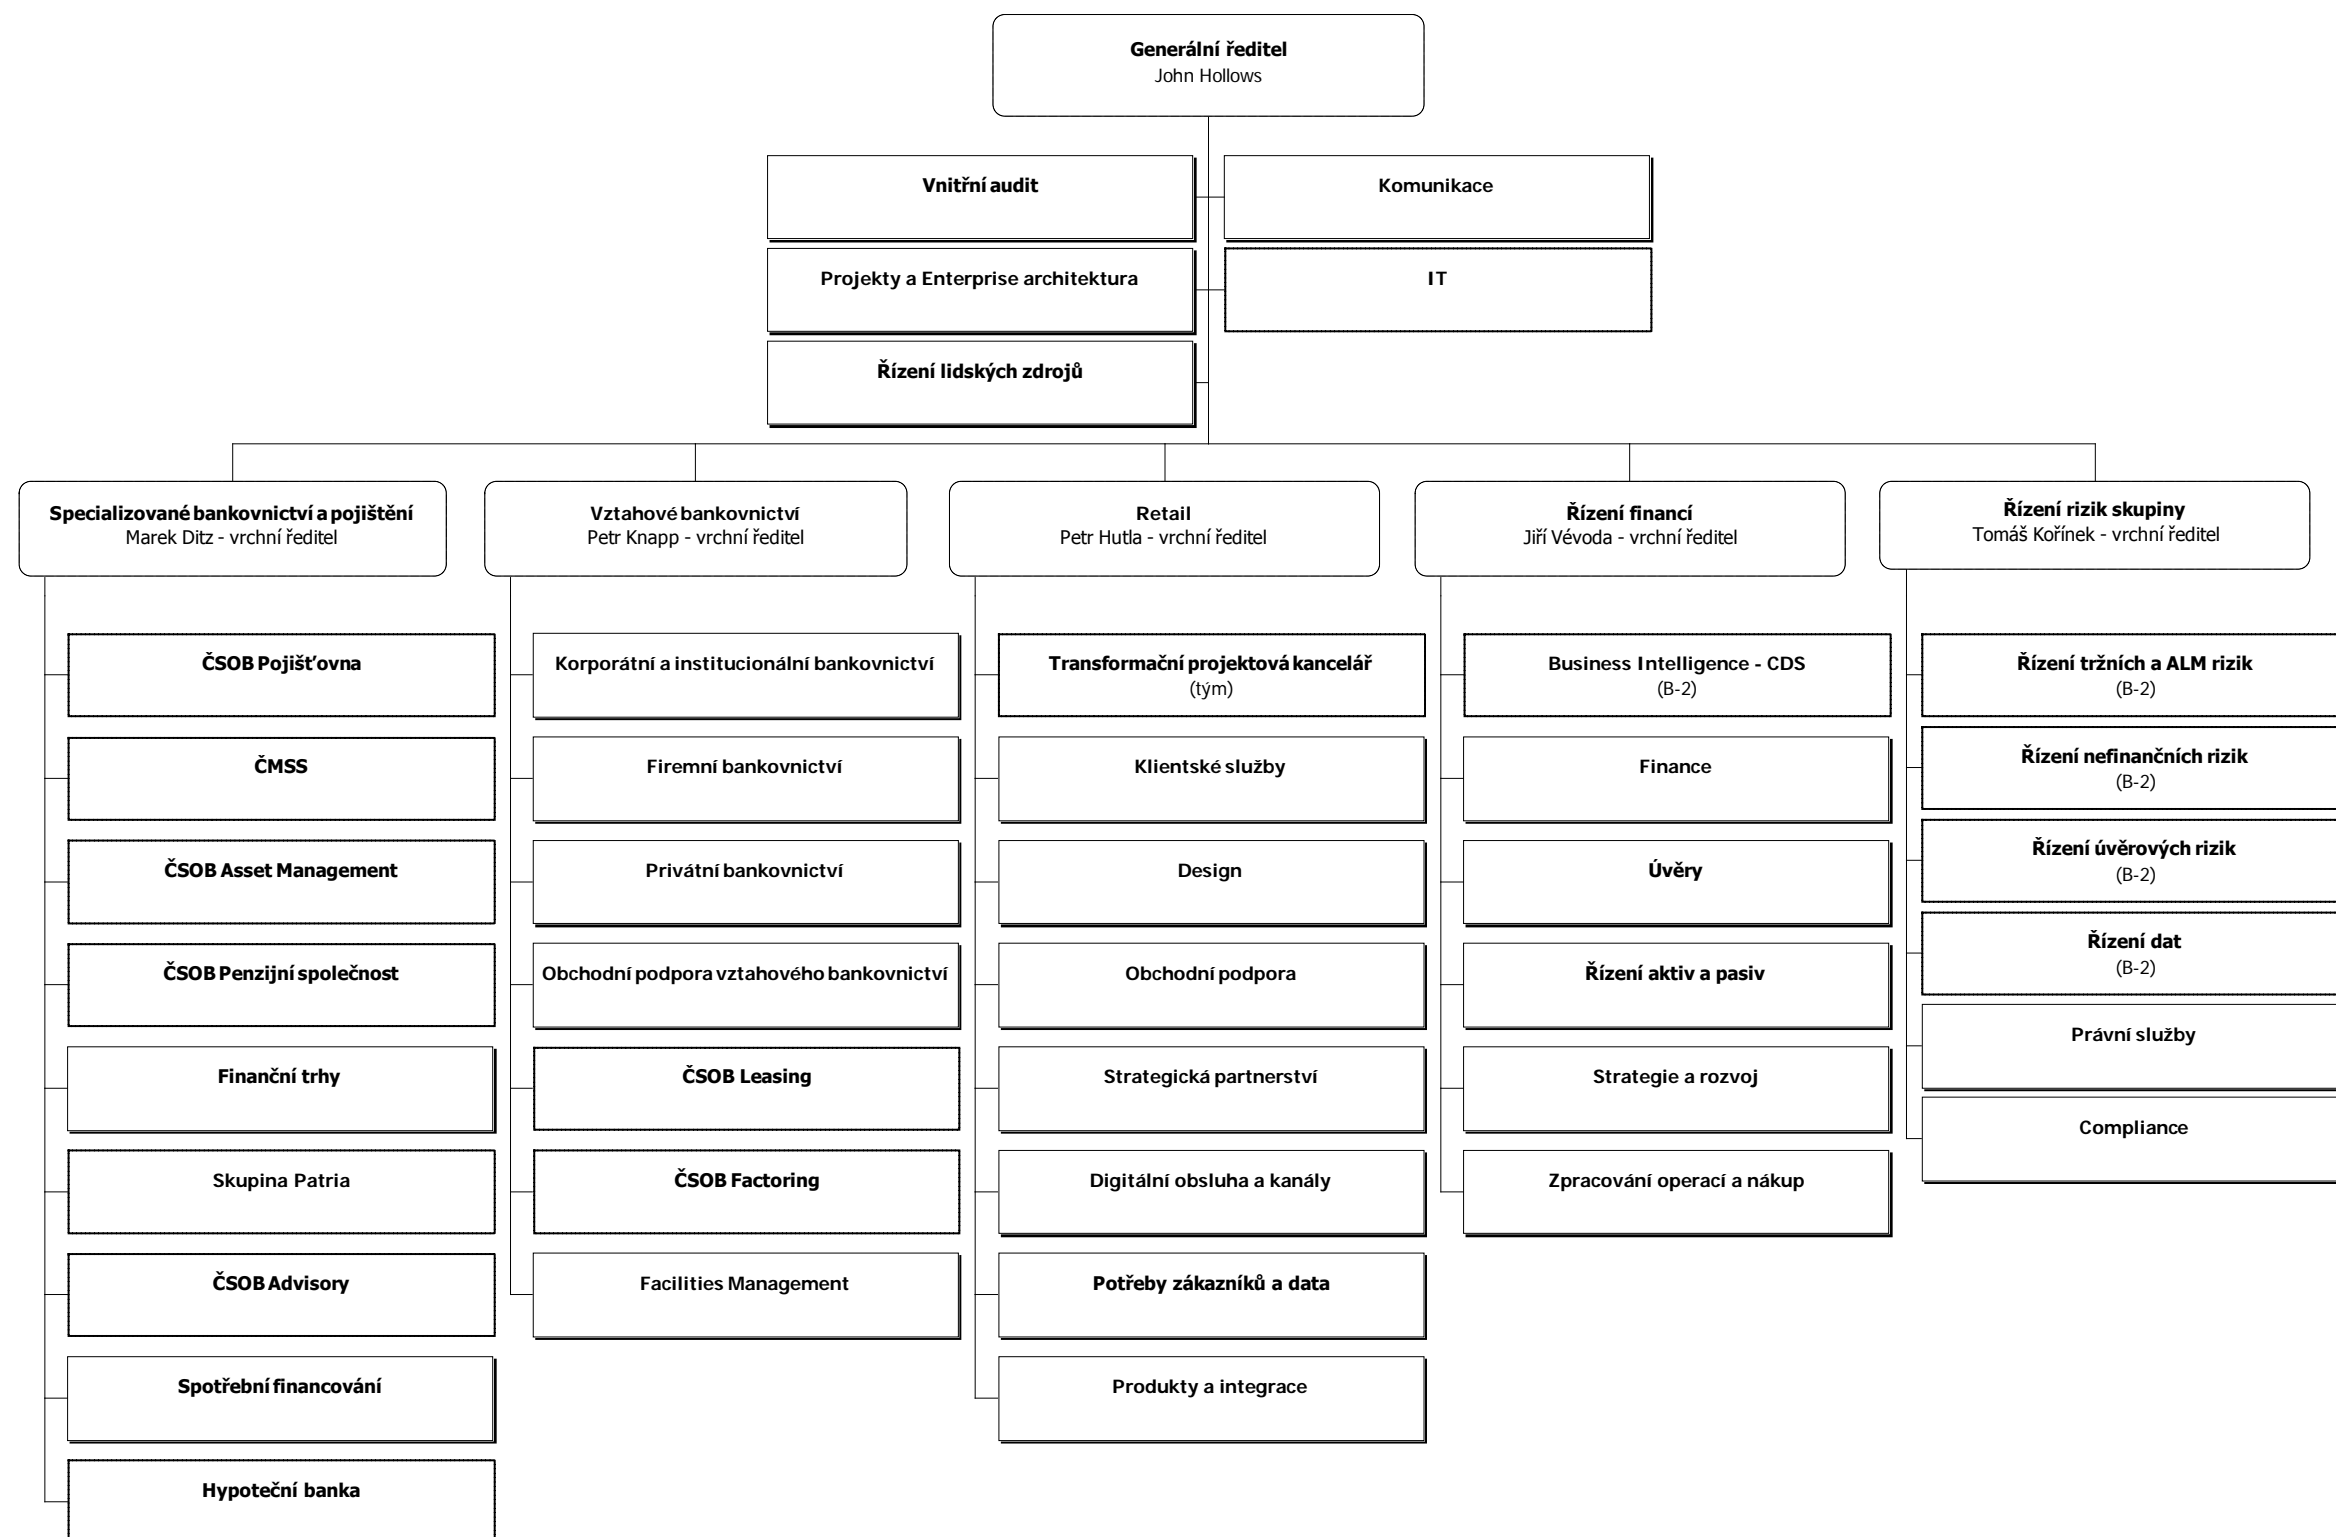 Generální ředitel
John Hollows
Vnitřní audit
Komunikace
Projekty a Enterprise architektura
IT
Řízení lidských zdrojů
Specializované bankovnictví a pojištění
Marek Ditz - vrchní ředitel
Vztahové bankovnictví
Petr Knapp - vrchní ředitel
Retail
Petr Hutla - vrchní ředitel
Řízení financí
Jiří Vévoda - vrchní ředitel
Řízení rizik skupiny
Tomáš Kořínek - vrchní ředitel
ČSOB Pojišťovna
ČMSS
ČSOB Asset Management
ČSOB Penzijní společnost
Finanční trhy
Skupina Patria
ČSOB Advisory
Spotřební financování
Hypoteční banka
Korporátní a institucionální bankovnictví
Firemní bankovnictví
Privátní bankovnictví
Obchodní podpora vztahového bankovnictví
ČSOB Leasing
ČSOB Factoring
Facilities Management
Transformační projektová kancelář
(tým)
Klientské služby
Design
Obchodní podpora
Strategická partnerství
Digitální obsluha a kanály
Potřeby zákazníků a data
Produkty a integrace
Business Intelligence - CDS
(B-2)
Finance
Úvěry
Řízení aktiv a pasiv
Strategie a rozvoj
Zpracování operací a nákup
Řízení tržních a ALM rizik
(B-2)
Řízení nefinančních rizik
(B-2)
Řízení úvěrových rizik
(B-2)
Řízení dat
(B-2)
Právní služby
Compliance